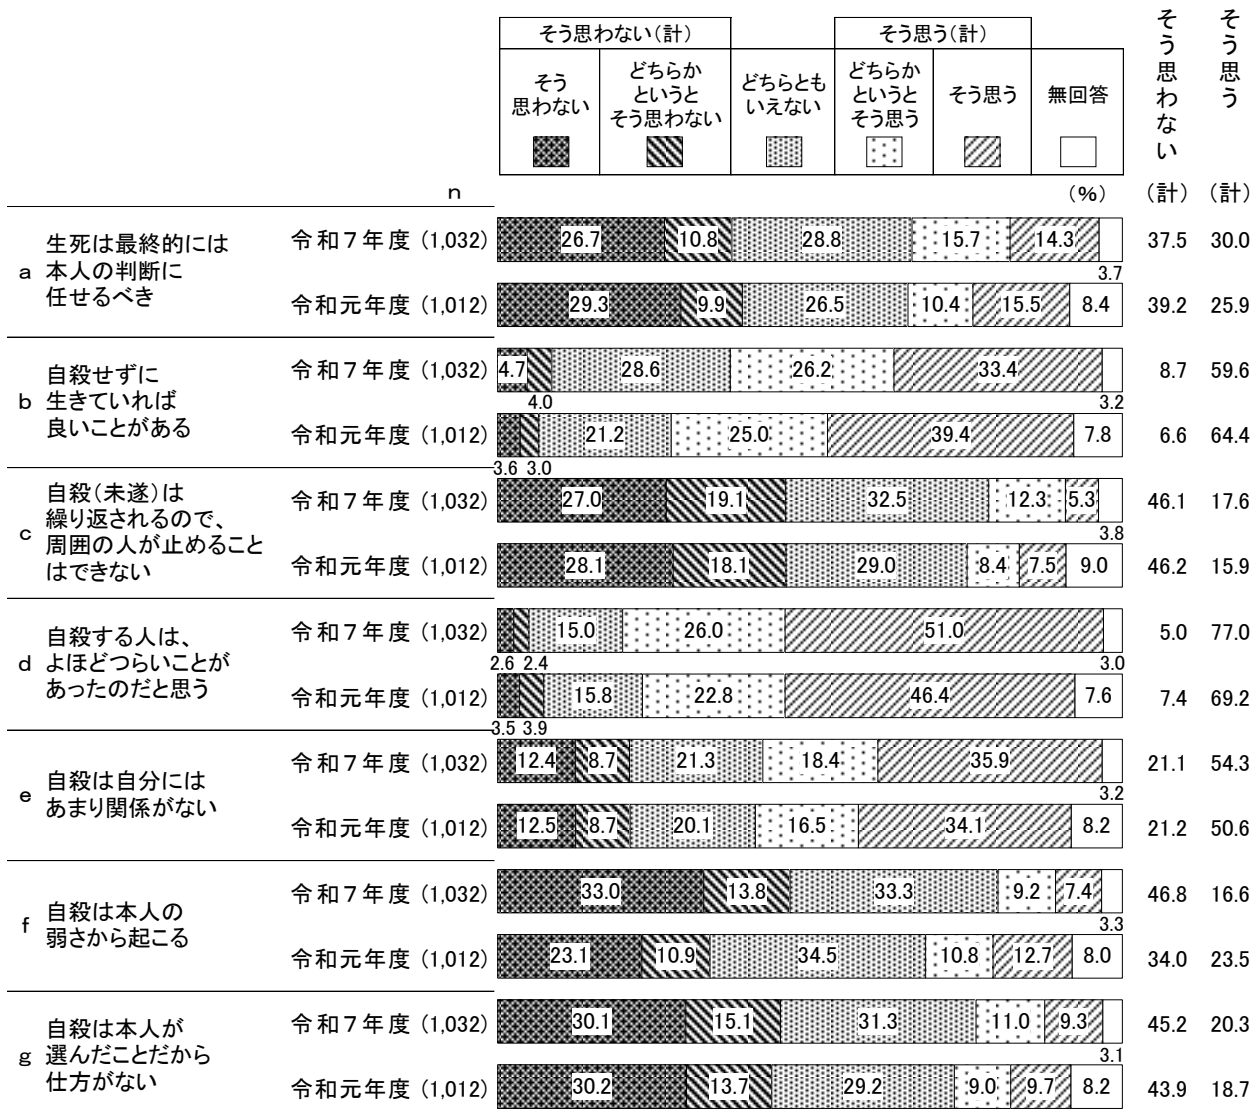 そう思わない(計)
そう思う(計)
そう
思わない
どちらか
というと
そう思わない
どちらとも
いえない
どちらか
というと
そう思う
そう思う
無回答
そう思わない
そう思う
n
(%)
(計)
(計)
a
生死は最終的には
本人の判断に
任せるべき
令和7年度 (1,032) 26.7 10.8 28.8 15.7 14.3 37.5 30.0
3.7
令和元年度 (1,012) 29.3 9.9 26.5 10.4 15.5 8.4 39.2 25.9
b
自殺せずに
生きていれば
良いことがある
令和7年度 (1,032) 4.7 28.6 26.2 33.4 8.7 59.6
4.0 3.2
令和元年度 (1,012) 21.2 25.0 39.4 7.8 6.6 64.4
3.6 3.0
c
自殺(未遂)は
繰り返されるので、
周囲の人が止めること
はできない
令和7年度 (1,032) 27.0 19.1 32.5 12.3 5.3 46.1 17.6
3.8
令和元年度 (1,012) 28.1 18.1 29.0 8.4 7.5 9.0 46.2 15.9
d
自殺する人は、
よほどつらいことが
あったのだと思う
令和7年度 (1,032) 15.0 26.0 51.0 5.0 77.0
2.6 2.4 3.0
令和元年度 (1,012) 15.8 22.8 46.4 7.6 7.4 69.2
3.5 3.9
e
自殺は自分には
あまり関係がない
令和7年度 (1,032) 12.4 8.7 21.3 18.4 35.9 21.1 54.3
3.2
令和元年度 (1,012) 12.5 8.7 20.1 16.5 34.1 8.2 21.2 50.6
f
自殺は本人の
弱さから起こる
令和7年度 (1,032) 33.0 13.8 33.3 9.2 7.4 46.8 16.6
3.3
令和元年度 (1,012) 23.1 10.9 34.5 10.8 12.7 8.0 34.0 23.5
g
自殺は本人が
選んだことだから
仕方がない
令和7年度 (1,032) 30.1 15.1 31.3 11.0 9.3 45.2 20.3
3.1
令和元年度 (1,012) 30.2 13.7 29.2 9.0 9.7 8.2 43.9 18.7